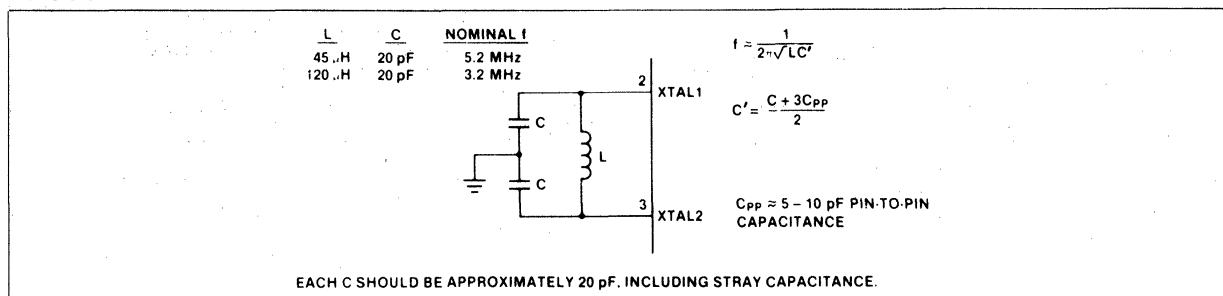 L C NOMINAL f
45 µH 20 pF 5.2 MHz
120 µH 20 pF 3.2 MHz
f = 1 / 2π√LC'
C' = C + 3CPP / 2
2 XTAL1
C
L
C
3 XTAL2
CPP ≈ 5 – 10 pF PIN-TO-PIN
CAPACITANCE
EACH C SHOULD BE APPROXIMATELY 20 pF, INCLUDING STRAY CAPACITANCE.